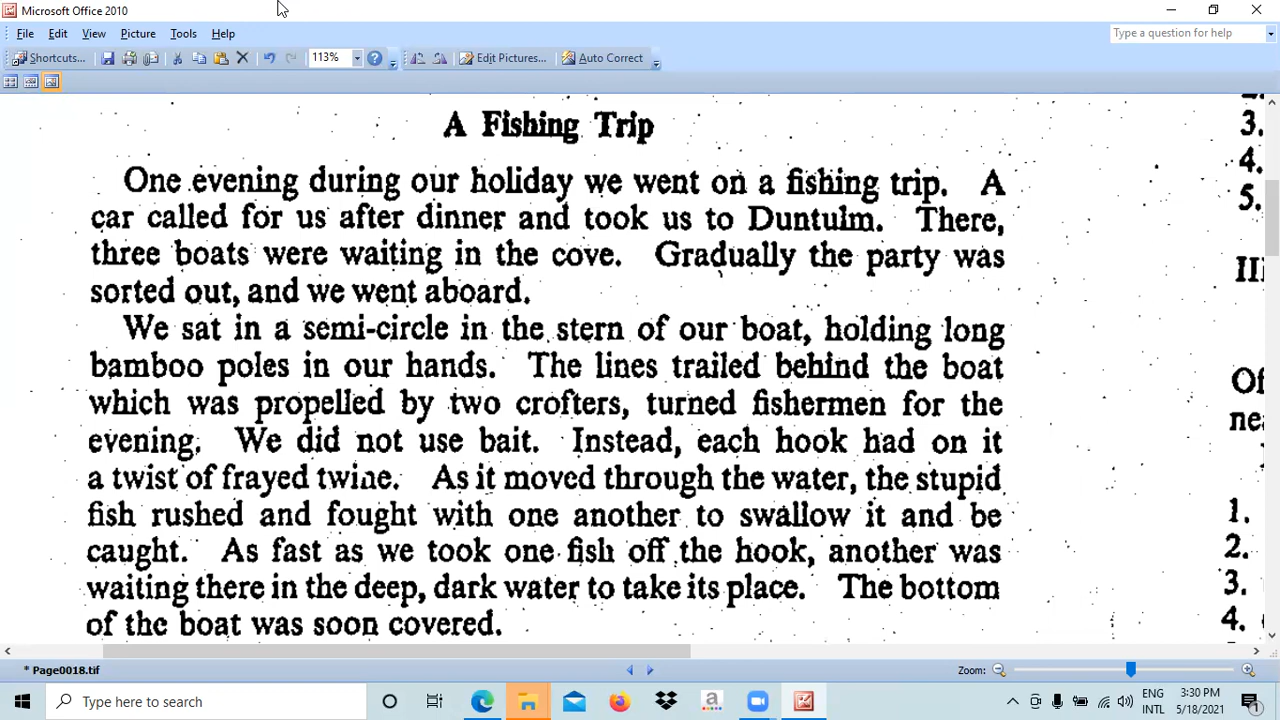 Microsoft Office 2010
File Edit View Picture Tools Help
Type a question for help
Shortcuts... 113% Edit Pictures... Auto Correct
A Fishing Trip
One evening during our holiday we went on a fishing trip. A
car called for us after dinner and took us to Duntulm. There,
three boats were waiting in the cove. Gradually the party was
sorted out, and we went aboard.
We sat in a semi-circle in the stern of our boat, holding long
bamboo poles in our hands. The lines trailed behind the boat
which was propelled by two crofters, turned fishermen for the
evening. We did not use bait. Instead, each hook had on it
a twist of frayed twine. As it moved through the water, the stupid
fish rushed and fought with one another to swallow it and be
caught. As fast as we took one fish off the hook, another was
waiting there in the deep, dark water to take its place. The bottom
of the boat was soon covered.
3.
4.
5.
Of
1.
2.
3.
4.
* Page0018.tif
Zoom:
Type here to search
a
ENG
INTL
3:30 PM
5/18/2021
1